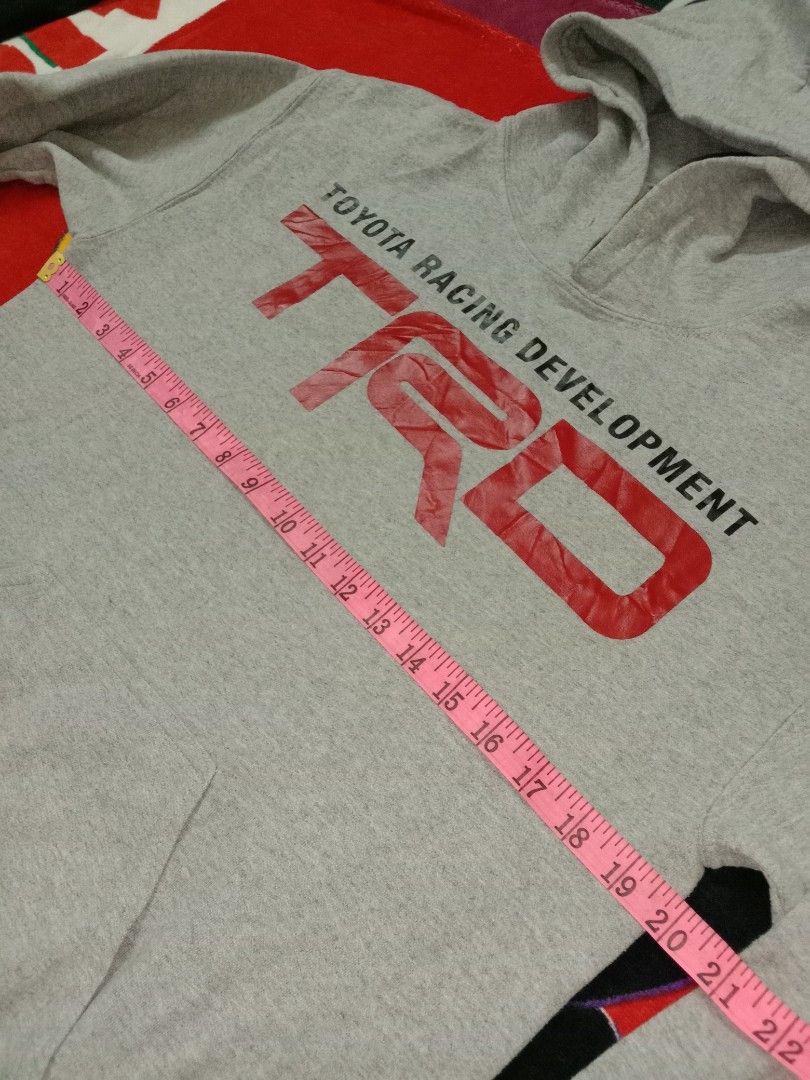 TOYOTA RACING DEVELOPMENT
TRD
1 2 3 4 5 6 7 8 9 10 11 12 13 14 15 16 17 18 19 20 21 22